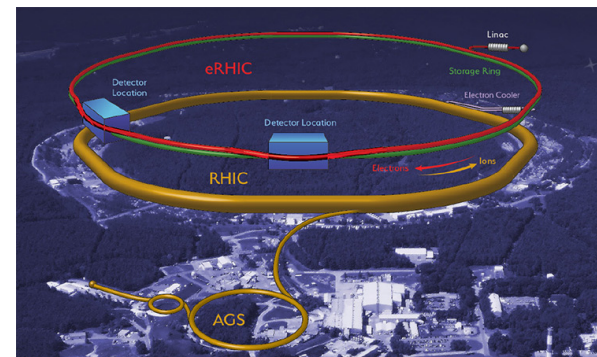 Linac
eRHIC
Storage Ring
Detector
Location
Electron Cooler
Detector Location
RHIC
Electrons
Ions
AGS